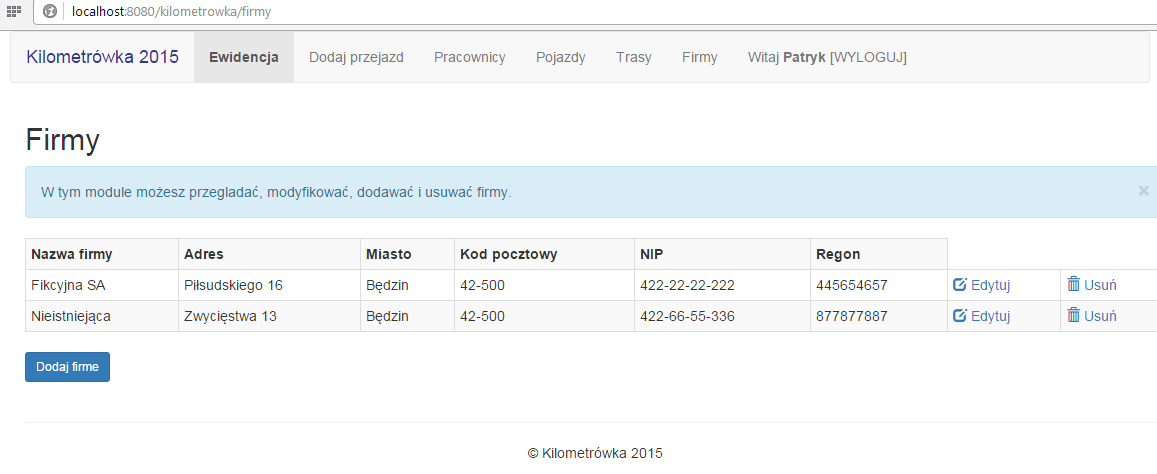 localhost:8080/kilometrowka/firmy
Kilometrówka 2015 Ewidencja Dodaj przejazd Pracownicy Pojazdy Trasy Firmy Witaj Patryk [WYLOGUJ]
Firmy
W tym module możesz przegladać, modyfikować, dodawać i usuwać firmy. ×
Nazwa firmy Adres Miasto Kod pocztowy NIP Regon
Fikcyjna SA Piłsudskiego 16 Będzin 42-500 422-22-22-222 445654657 Edytuj Usuń
Nieistniejąca Zwycięstwa 13 Będzin 42-500 422-66-55-336 877877887 Edytuj Usuń
Dodaj firme
© Kilometrówka 2015